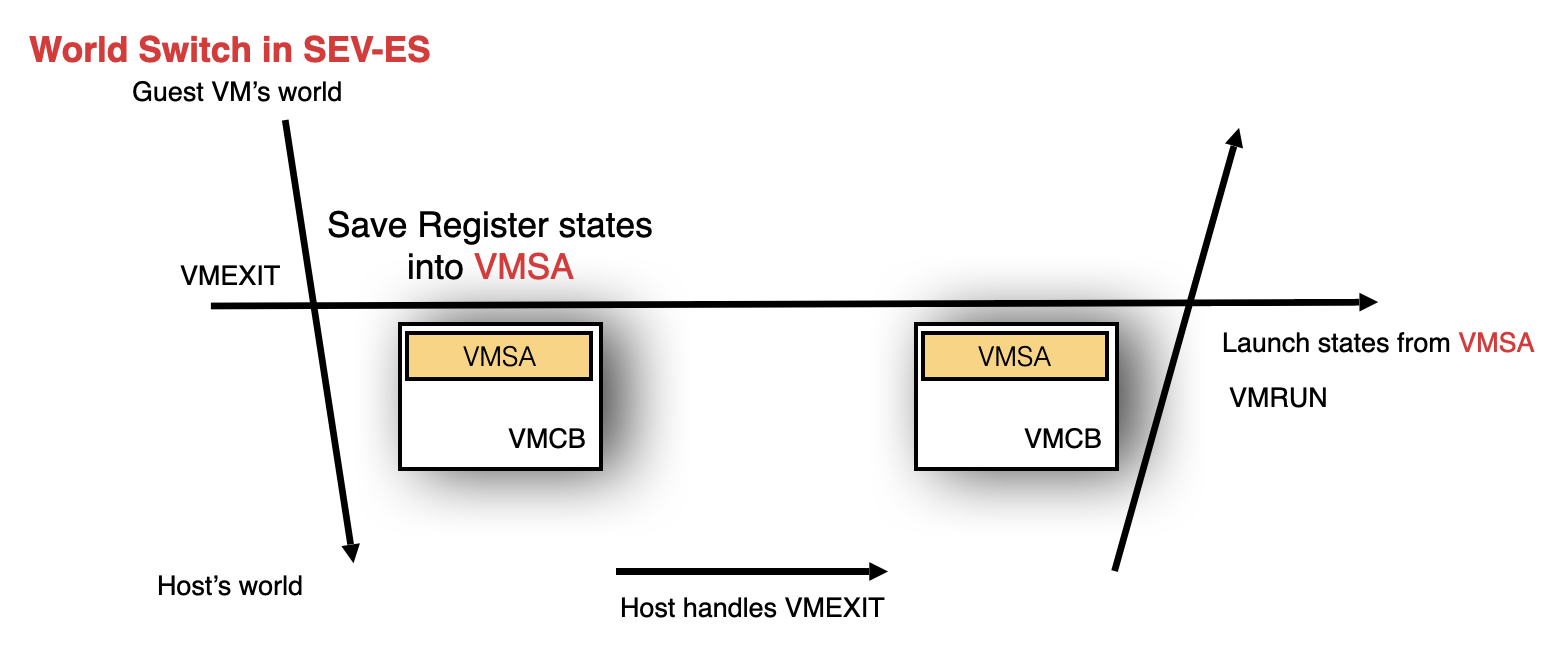 World Switch in SEV-ES
Guest VM’s world
Save Register states
into VMSA
VMEXIT
VMSA
VMCB
VMSA
VMCB
Launch states from VMSA
VMRUN
Host’s world
Host handles VMEXIT